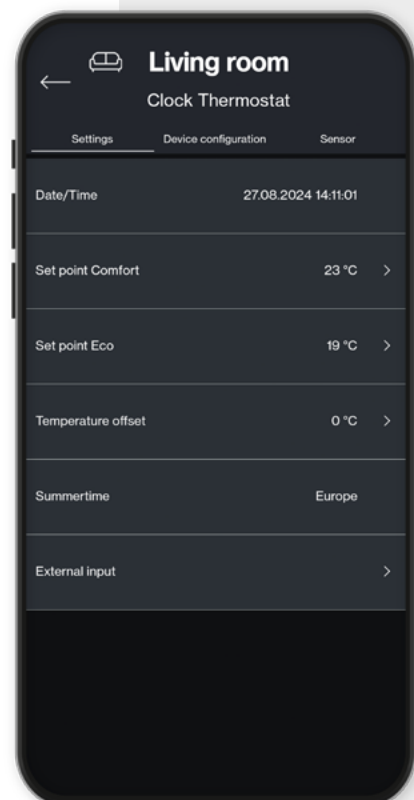 Living room
Clock Thermostat
Settings Device configuration Sensor
Date/Time 27.08.2024 14:11:01
Set point Comfort 23 °C
Set point Eco 19 °C
Temperature offset 0 °C
Summertime Europe
External input